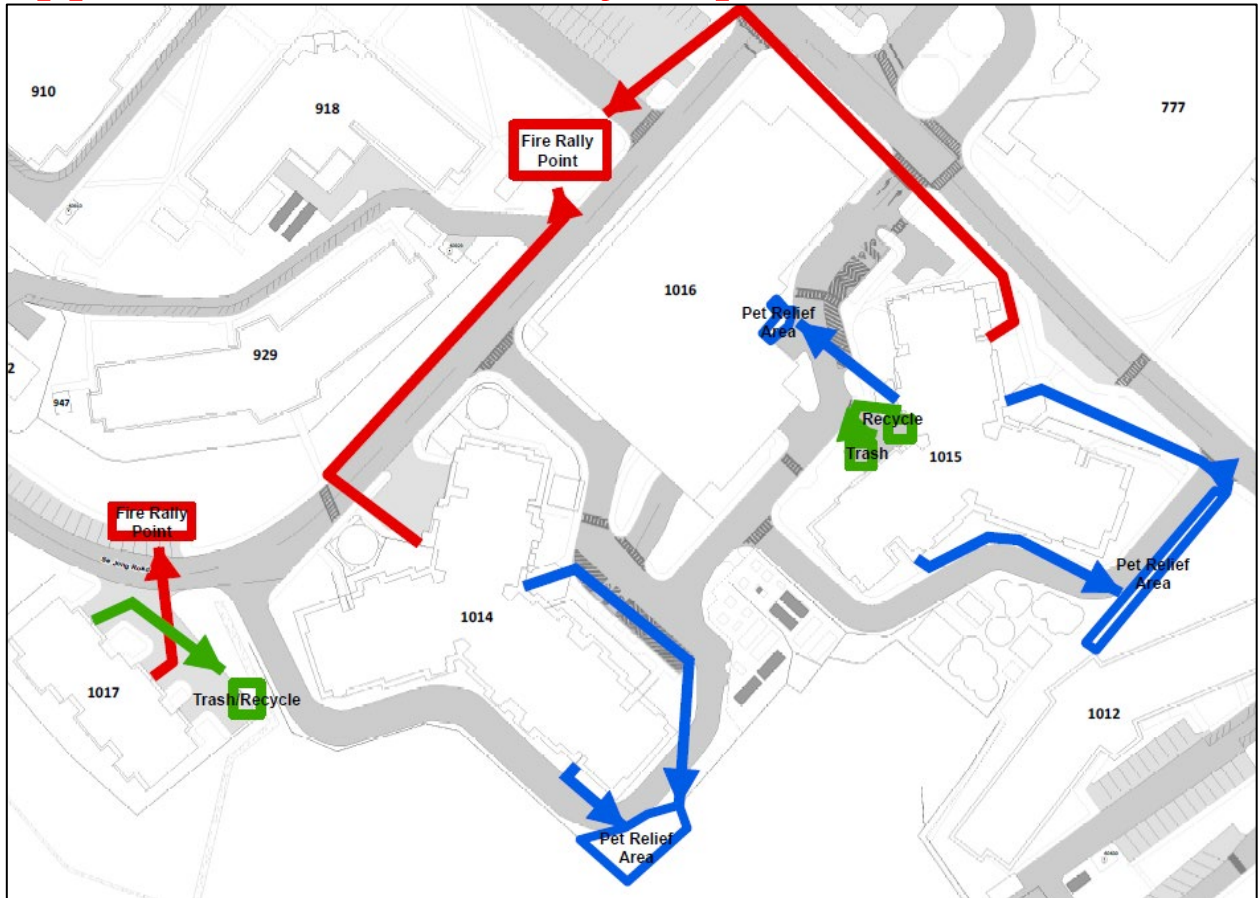 910
918
777
Fire Rally
Point
1016
Pet Relief
Area
929
947
2
Recycle
Trash
1015
Fire Rally
Point
Pet Relief
Area
1014
1017
Trash/Recycle
1012
Pet Relief
Area